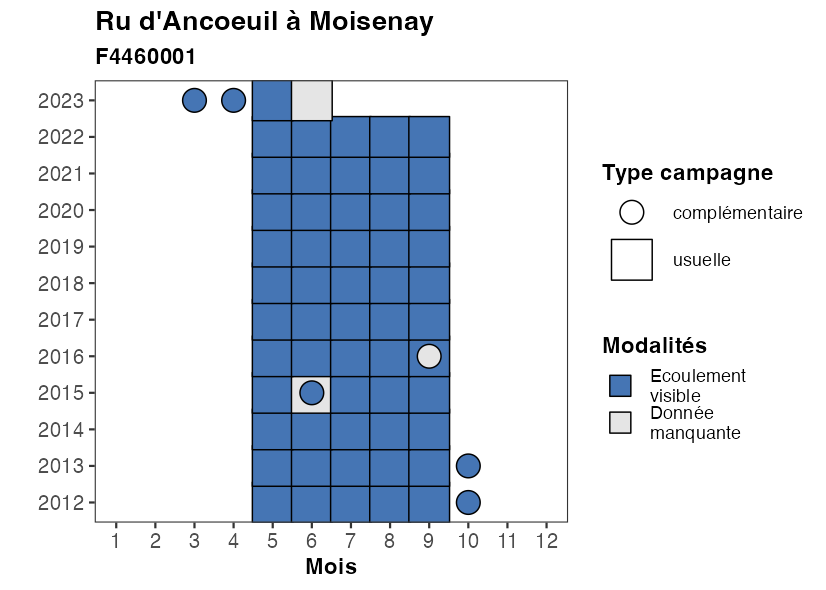 Ru d'Ancoeuil à Moisenay
F4460001
2023
2022
2021
2020
2019
2018
2017
2016
2015
2014
2013
2012
1 2 3 4 5 6 7 8 9 10 11 12
Mois
Type campagne
complémentaire
usuelle
Modalités
Ecoulement
visible
Donnée
manquante